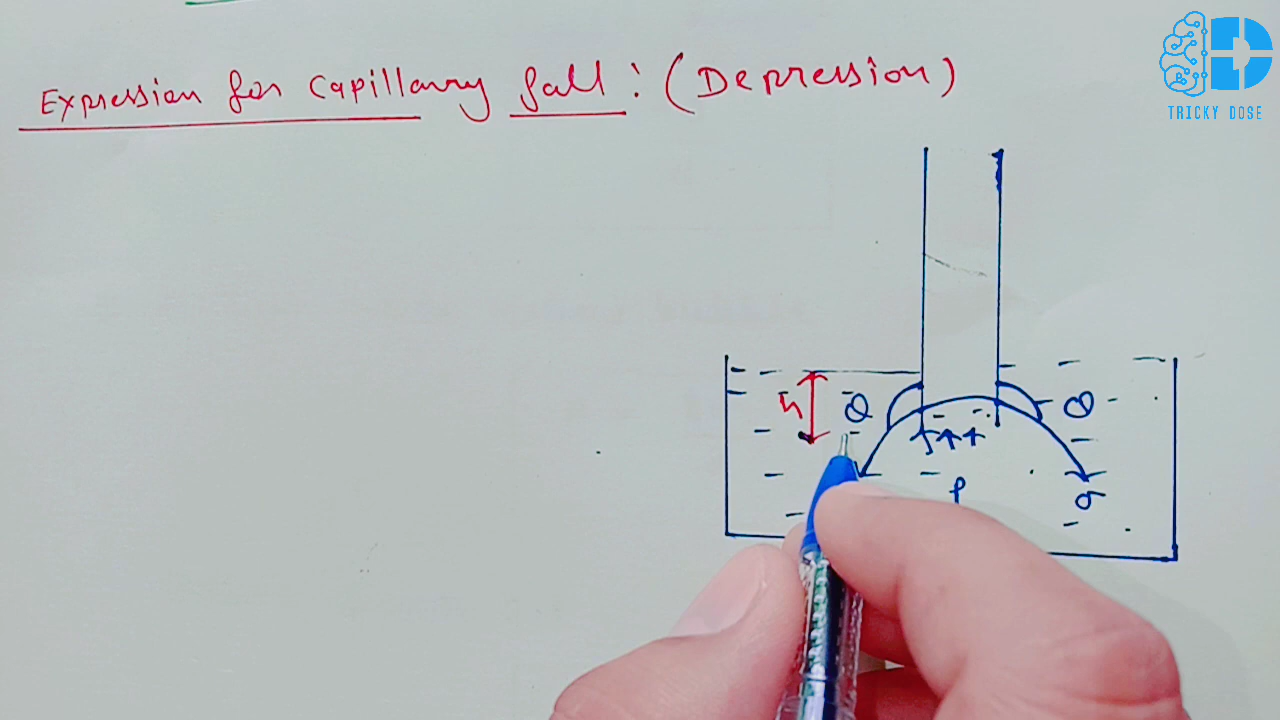 Expression for Capillary fall : (Depression)
TRICKY DOSE
h θ θ
P σ